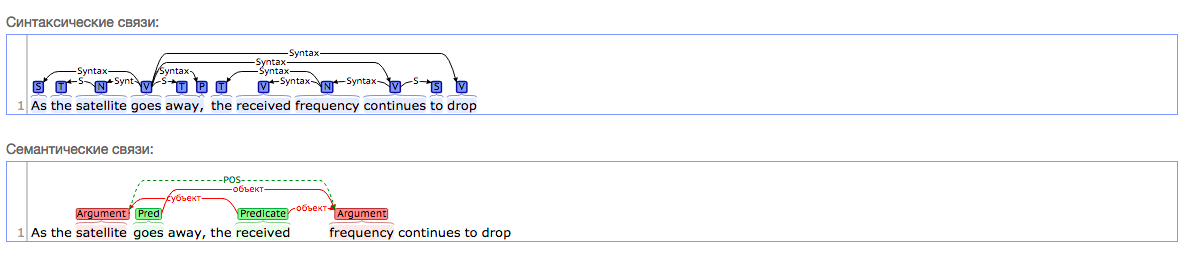 Синтаксические связи:
Syntax
Syntax
Syntax Syntax Syntax
S S Synt S Syntax Syntax S
S T N V T P T V N V S V
1 As the satellite goes away, the received frequency continues to drop
Семантические связи:
POS
объект
субъект объект
Argument Pred Predicate Argument
1 As the satellite goes away, the received frequency continues to drop